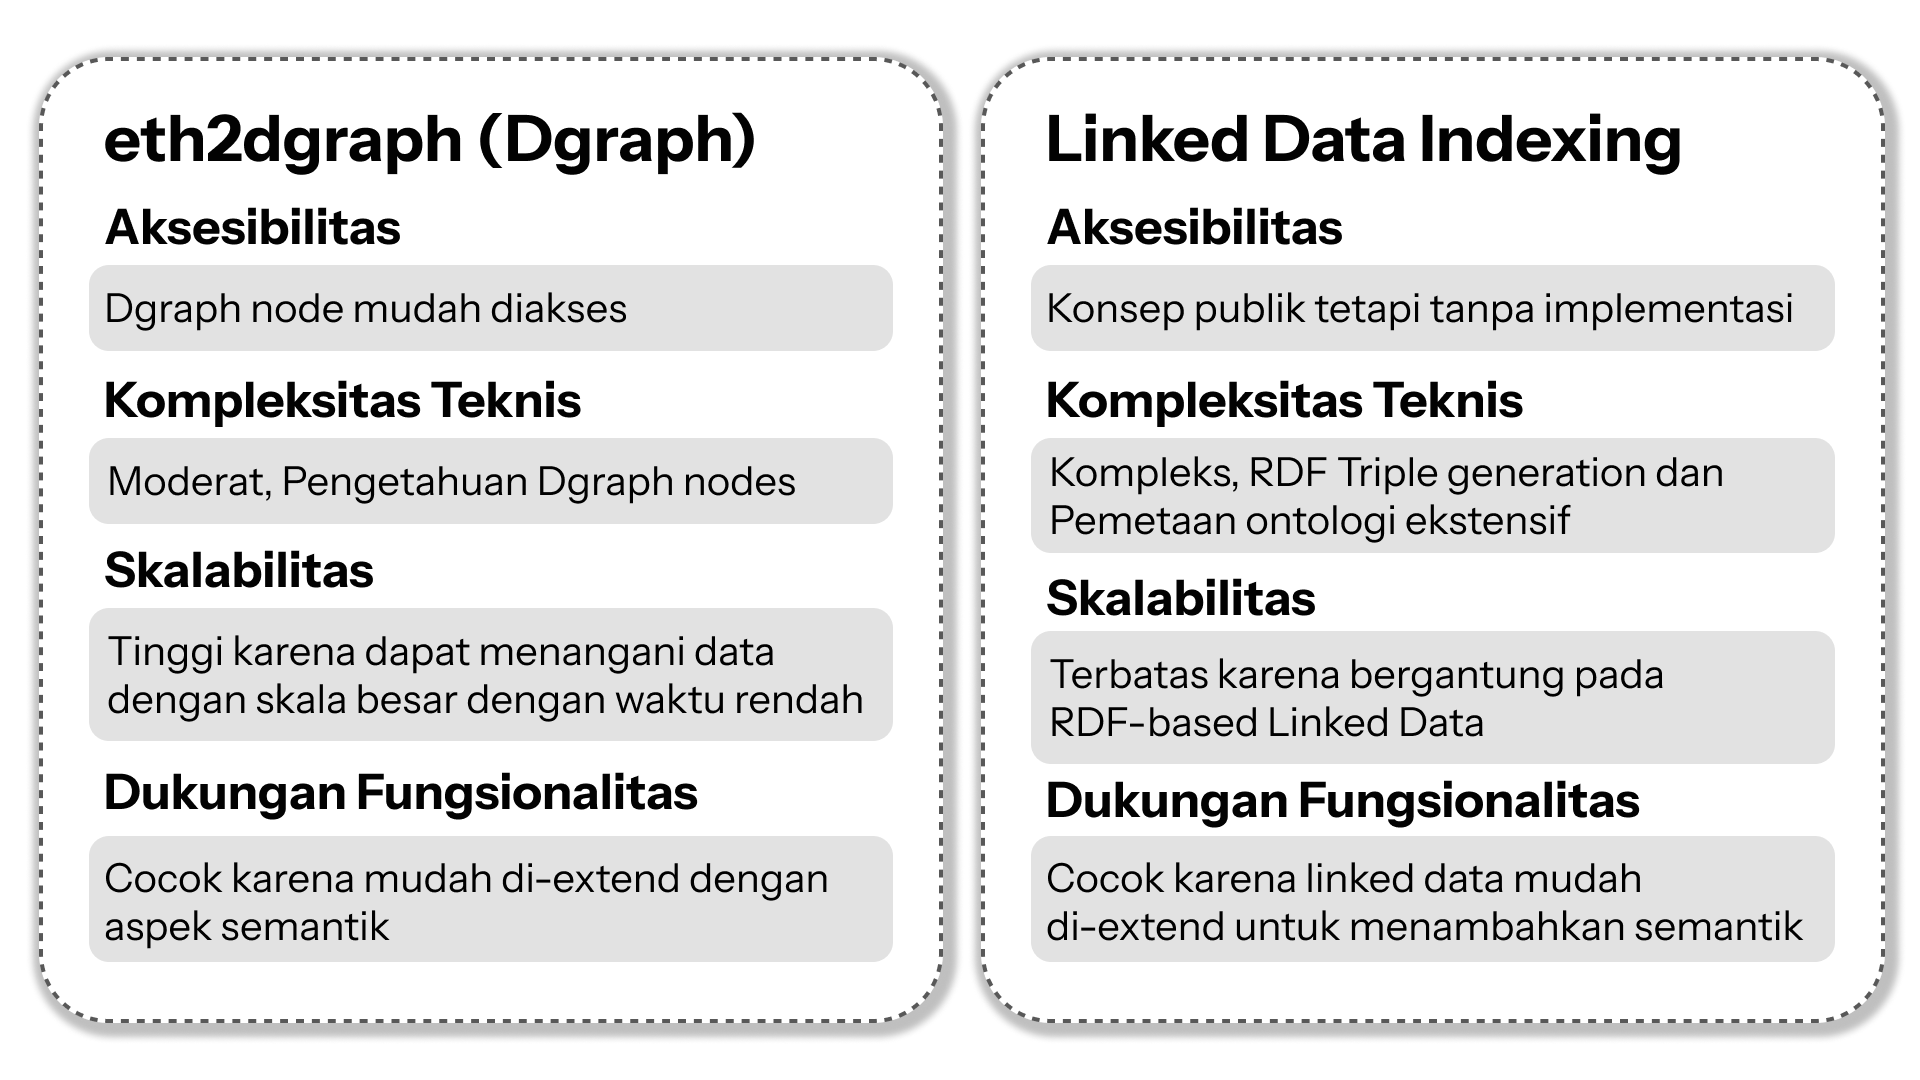 eth2dgraph (Dgraph)
Aksesibilitas
Dgraph node mudah diakses
Kompleksitas Teknis
Moderat, Pengetahuan Dgraph nodes
Skalabilitas
Tinggi karena dapat menangani data
dengan skala besar dengan waktu rendah
Dukungan Fungsionalitas
Cocok karena mudah di-extend dengan
aspek semantik
Linked Data Indexing
Aksesibilitas
Konsep publik tetapi tanpa implementasi
Kompleksitas Teknis
Kompleks, RDF Triple generation dan
Pemetaan ontologi ekstensif
Skalabilitas
Terbatas karena bergantung pada
RDF-based Linked Data
Dukungan Fungsionalitas
Cocok karena linked data mudah
di-extend untuk menambahkan semantik